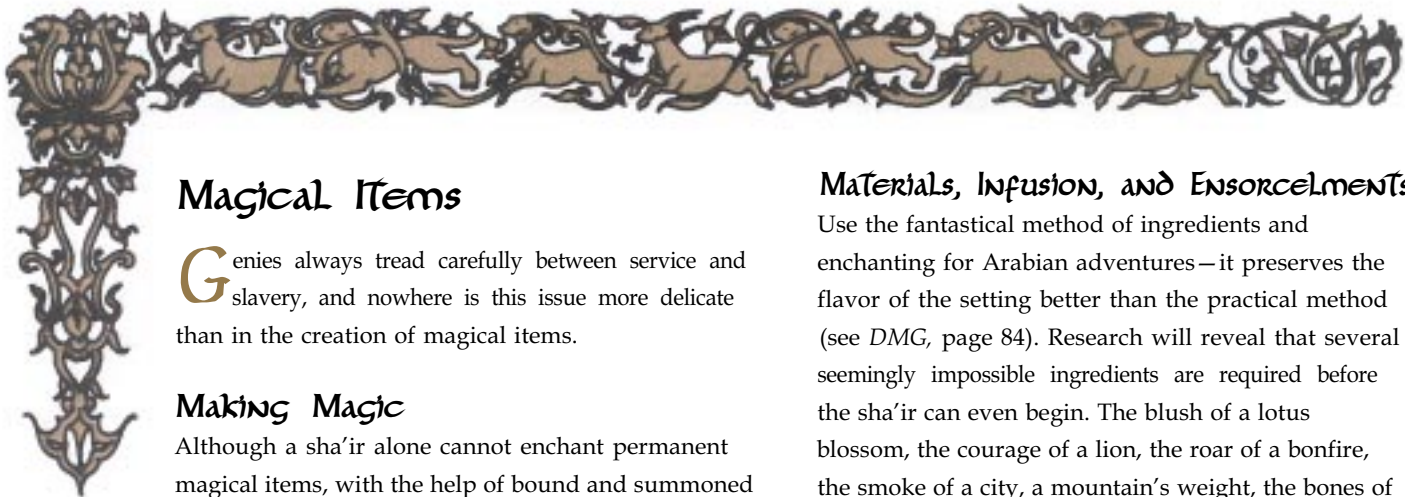 Magical Items
Genies always tread carefully between service and
slavery, and nowhere is this issue more delicate
than in the creation of magical items.
Making Magic
Although a sha’ir alone cannot enchant permanent
magical items, with the help of bound and summoned
Materials, Infusion, and Ensorcelments
Use the fantastical method of ingredients and
enchanting for Arabian adventures—it preserves the
flavor of the setting better than the practical method
(see DMG, page 84). Research will reveal that several
seemingly impossible ingredients are required before
the sha’ir can even begin. The blush of a lotus
blossom, the courage of a lion, the roar of a bonfire,
the smoke of a city, a mountain’s weight, the bones of